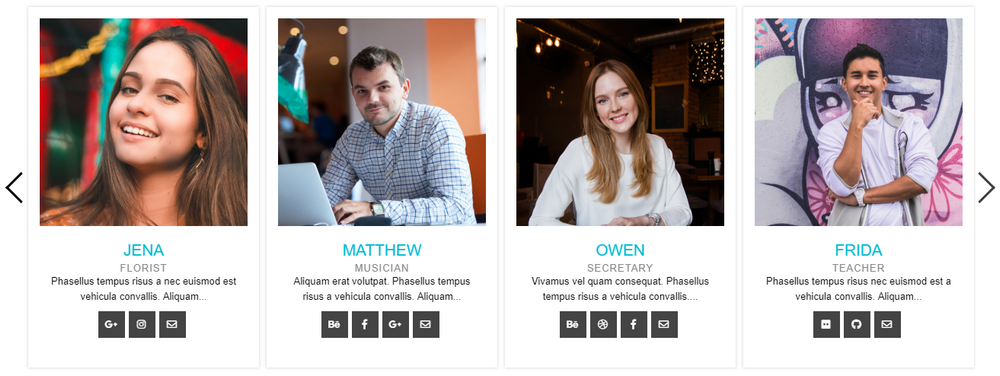 JENA
FLORIST
Phasellus tempus risus a nec euismod est
vehicula convallis. Aliquam...
G+
MATTHEW
MUSICIAN
Aliquam erat volutpat. Phasellus tempus
risus a vehicula convallis. Aliquam...
Bē f G+
OWEN
SECRETARY
Vivamus vel quam consequat. Phasellus
tempus risus a vehicula convallis....
Bē f
FRIDA
TEACHER
Phasellus tempus risus nec euismod est a
vehicula convallis. Aliquam...